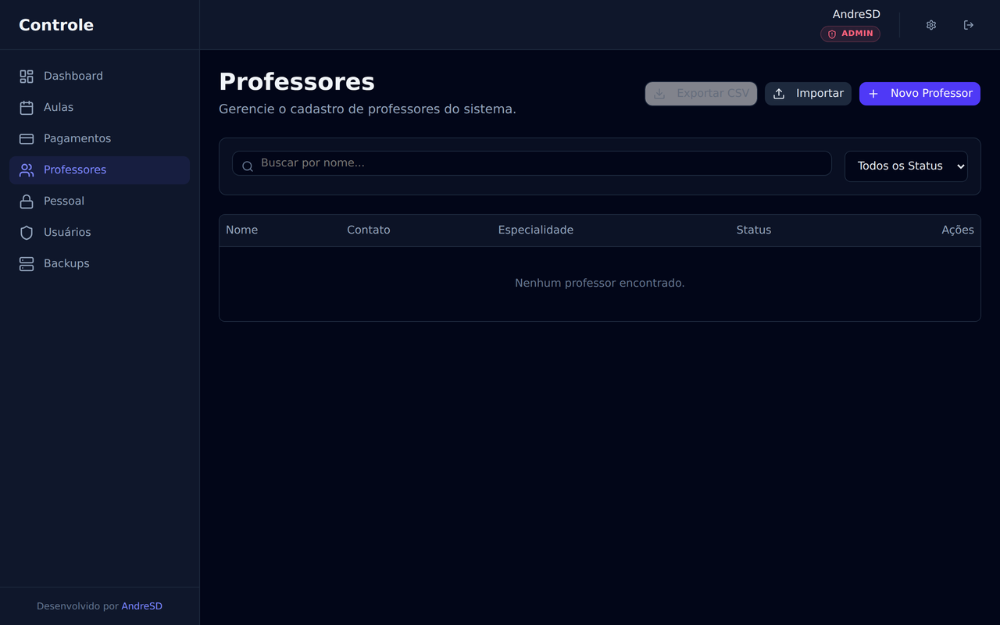 Controle
AndreSD
ADMIN
Dashboard
Aulas
Pagamentos
Professores
Pessoal
Usuários
Backups
Professores
Gerencie o cadastro de professores do sistema.
Exportar CSV
Importar
Novo Professor
Buscar por nome...
Todos os Status
Nome Contato Especialidade Status Ações
Nenhum professor encontrado.
Desenvolvido por AndreSD